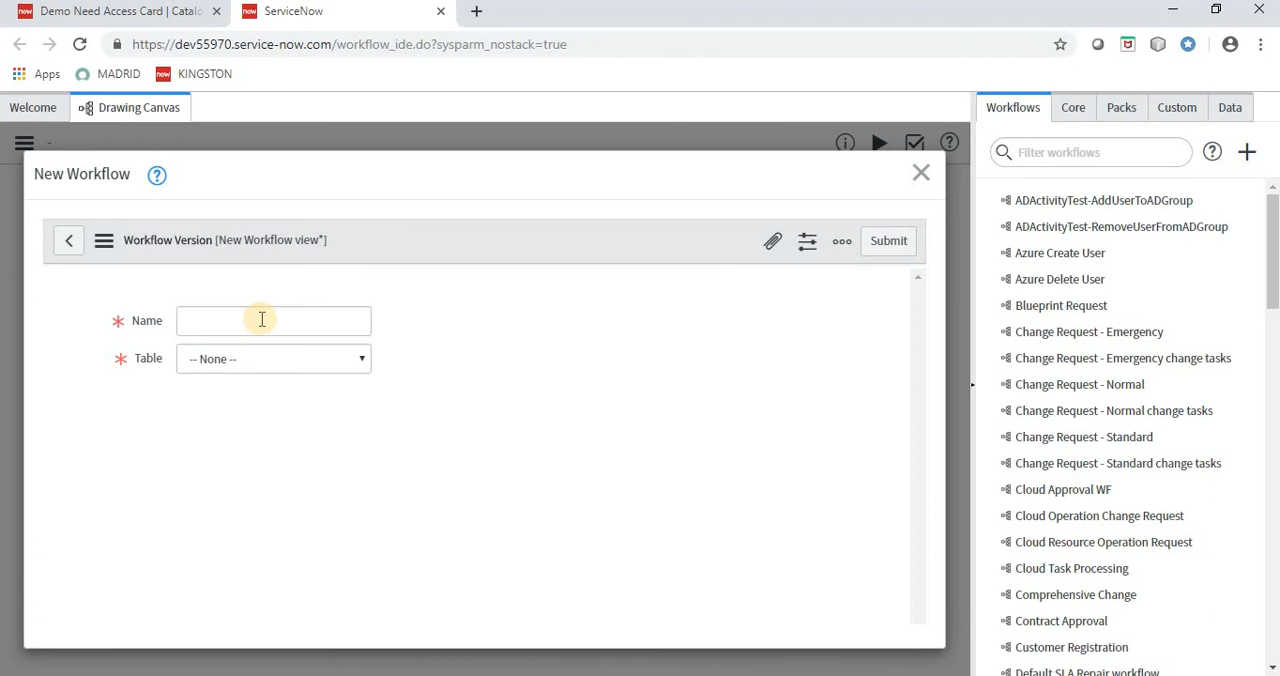 now Demo Need Access Card | Catalo
now ServiceNow
https://dev55970.service-now.com/workflow_ide.do?sysparm_nostack=true
Apps MADRID now KINGSTON
Welcome Drawing Canvas
Workflows Core Packs Custom Data
-
Filter workflows
New Workflow
Workflow Version [New Workflow view*]
Submit
* Name
* Table -- None --
ADActivityTest-AddUserToADGroup
ADActivityTest-RemoveUserFromADGroup
Azure Create User
Azure Delete User
Blueprint Request
Change Request - Emergency
Change Request - Emergency change tasks
Change Request - Normal
Change Request - Normal change tasks
Change Request - Standard
Change Request - Standard change tasks
Cloud Approval WF
Cloud Operation Change Request
Cloud Resource Operation Request
Cloud Task Processing
Comprehensive Change
Contract Approval
Customer Registration
Default SLA Repair workflow